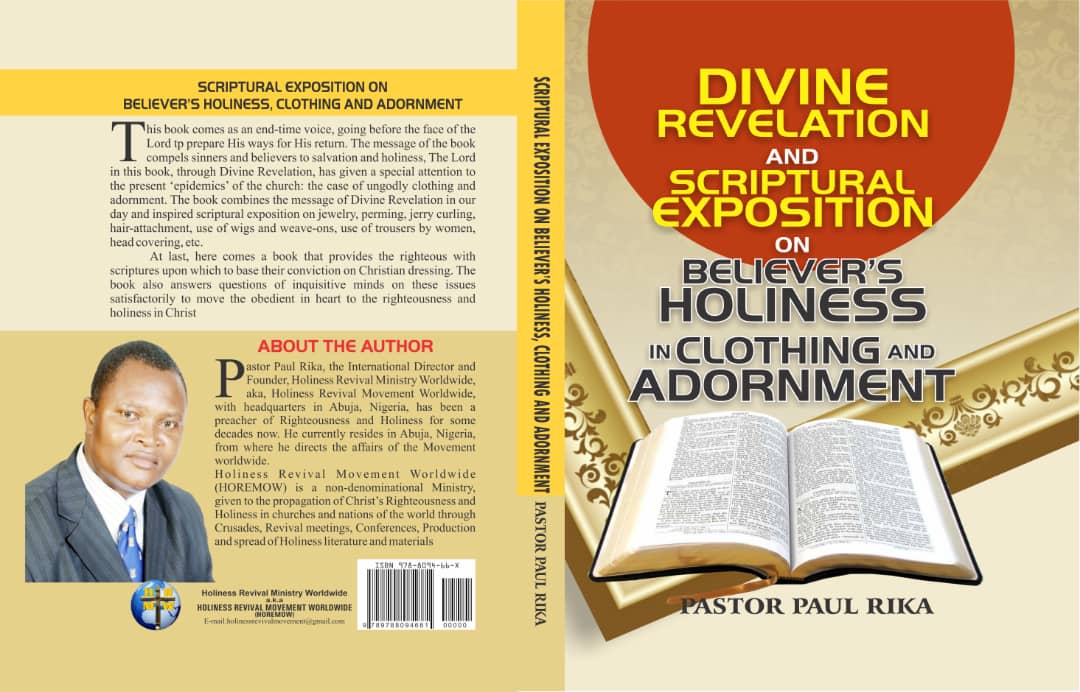 SCRIPTURAL EXPOSITION ON
BELIEVER'S HOLINESS, CLOTHING AND ADORNMENT
This book comes as an end-time voice, going before the face of the
Lord tp prepare His ways for His return. The message of the book
compels sinners and believers to salvation and holiness, The Lord
in this book, through Divine Revelation, has given a special attention to
the present ‘epidemics’ of the church: the case of ungodly clothing and
adornment. The book combines the message of Divine Revelation in our
day and inspired scriptural exposition on jewelry, perming, jerry curling,
hair-attachment, use of wigs and weave-ons, use of trousers by women,
head covering, etc.
At last, here comes a book that provides the righteous with
scriptures upon which to base their conviction on Christian dressing. The
book also answers questions of inquisitive minds on these issues
satisfactorily to move the obedient in heart to the righteousness and
holiness in Christ
ABOUT THE AUTHOR
Pastor Paul Rika, the International Director and
Founder, Holiness Revival Ministry Worldwide,
aka, Holiness Revival Movement Worldwide,
with headquarters in Abuja, Nigeria, has been a
preacher of Righteousness and Holiness for some
decades now. He currently resides in Abuja, Nigeria,
from where he directs the affairs of the Movement
worldwide.
Holiness Revival Movement Worldwide
(HOREMOW) is a non-denominational Ministry,
given to the propagation of Christ's Righteousness and
Holiness in churches and nations of the world through
Crusades, Revival meetings, Conferences, Production
and spread of Holiness literature and materials
Holiness Revival Ministry Worldwide
a.k.a
HOLINESS REVIVAL MOVEMENT WORLDWIDE
(HOREMOW)
E-mail:holinessrevivalmovement@gmail.com
ISBN 978-8094-66-X
9 789788 094661
00000
SCRIPTURAL EXPOSITION ON BELIEVER'S HOLINESS, CLOTHING AND ADORNMENT PASTOR PAUL RIKA
DIVINE
REVELATION
AND
SCRIPTURAL
EXPOSITION
ON
BELIEVER'S
HOLINESS
IN CLOTHING AND
ADORNMENT
PASTOR PAUL RIKA